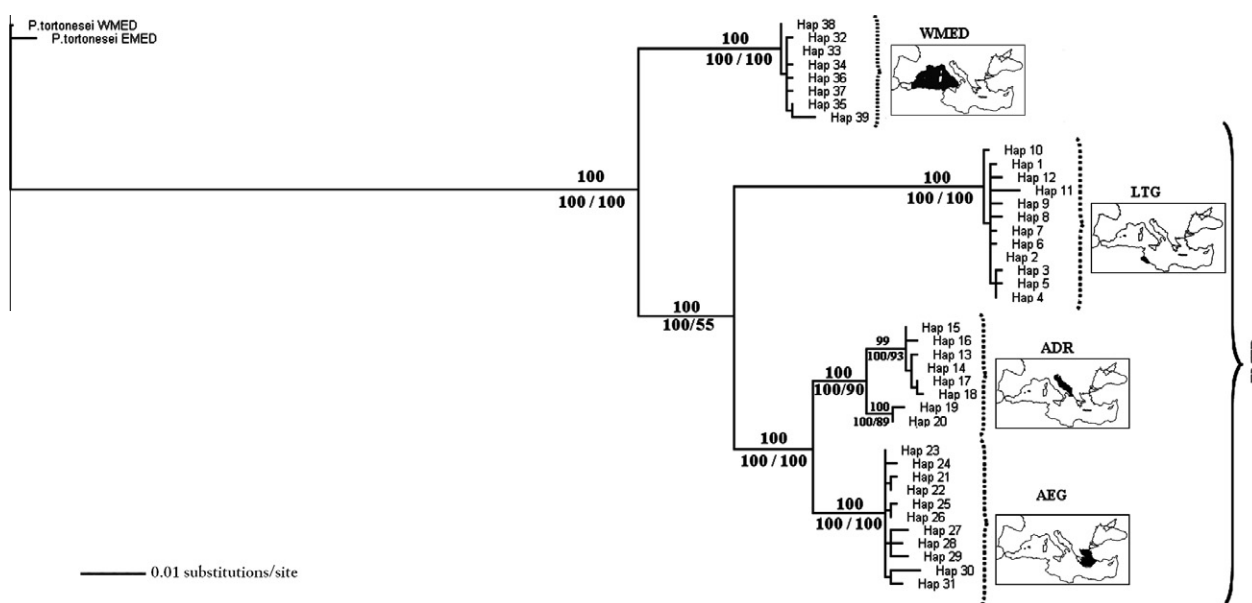 P.tortonesei WMED
P.tortonesei EMED
100
100 / 100
Hap 38
Hap 32
Hap 33
Hap 34
Hap 36
Hap 37
Hap 35
Hap 39
WMED
100
100 / 100
100
100 / 100
Hap 10
Hap 1
Hap 12
Hap 11
Hap 9
Hap 8
Hap 7
Hap 6
Hap 2
Hap 3
Hap 5
Hap 4
LTG
100
100/55
99
100/93
Hap 15
Hap 16
Hap 13
Hap 14
Hap 17
Hap 18
100
100/90
100
100/89
Hap 19
Hap 20
ADR
100
100 / 100
100
100 / 100
Hap 23
Hap 24
Hap 21
Hap 22
Hap 25
Hap 26
Hap 27
Hap 28
Hap 29
Hap 30
Hap 31
AEG
0.01 substitutions/site